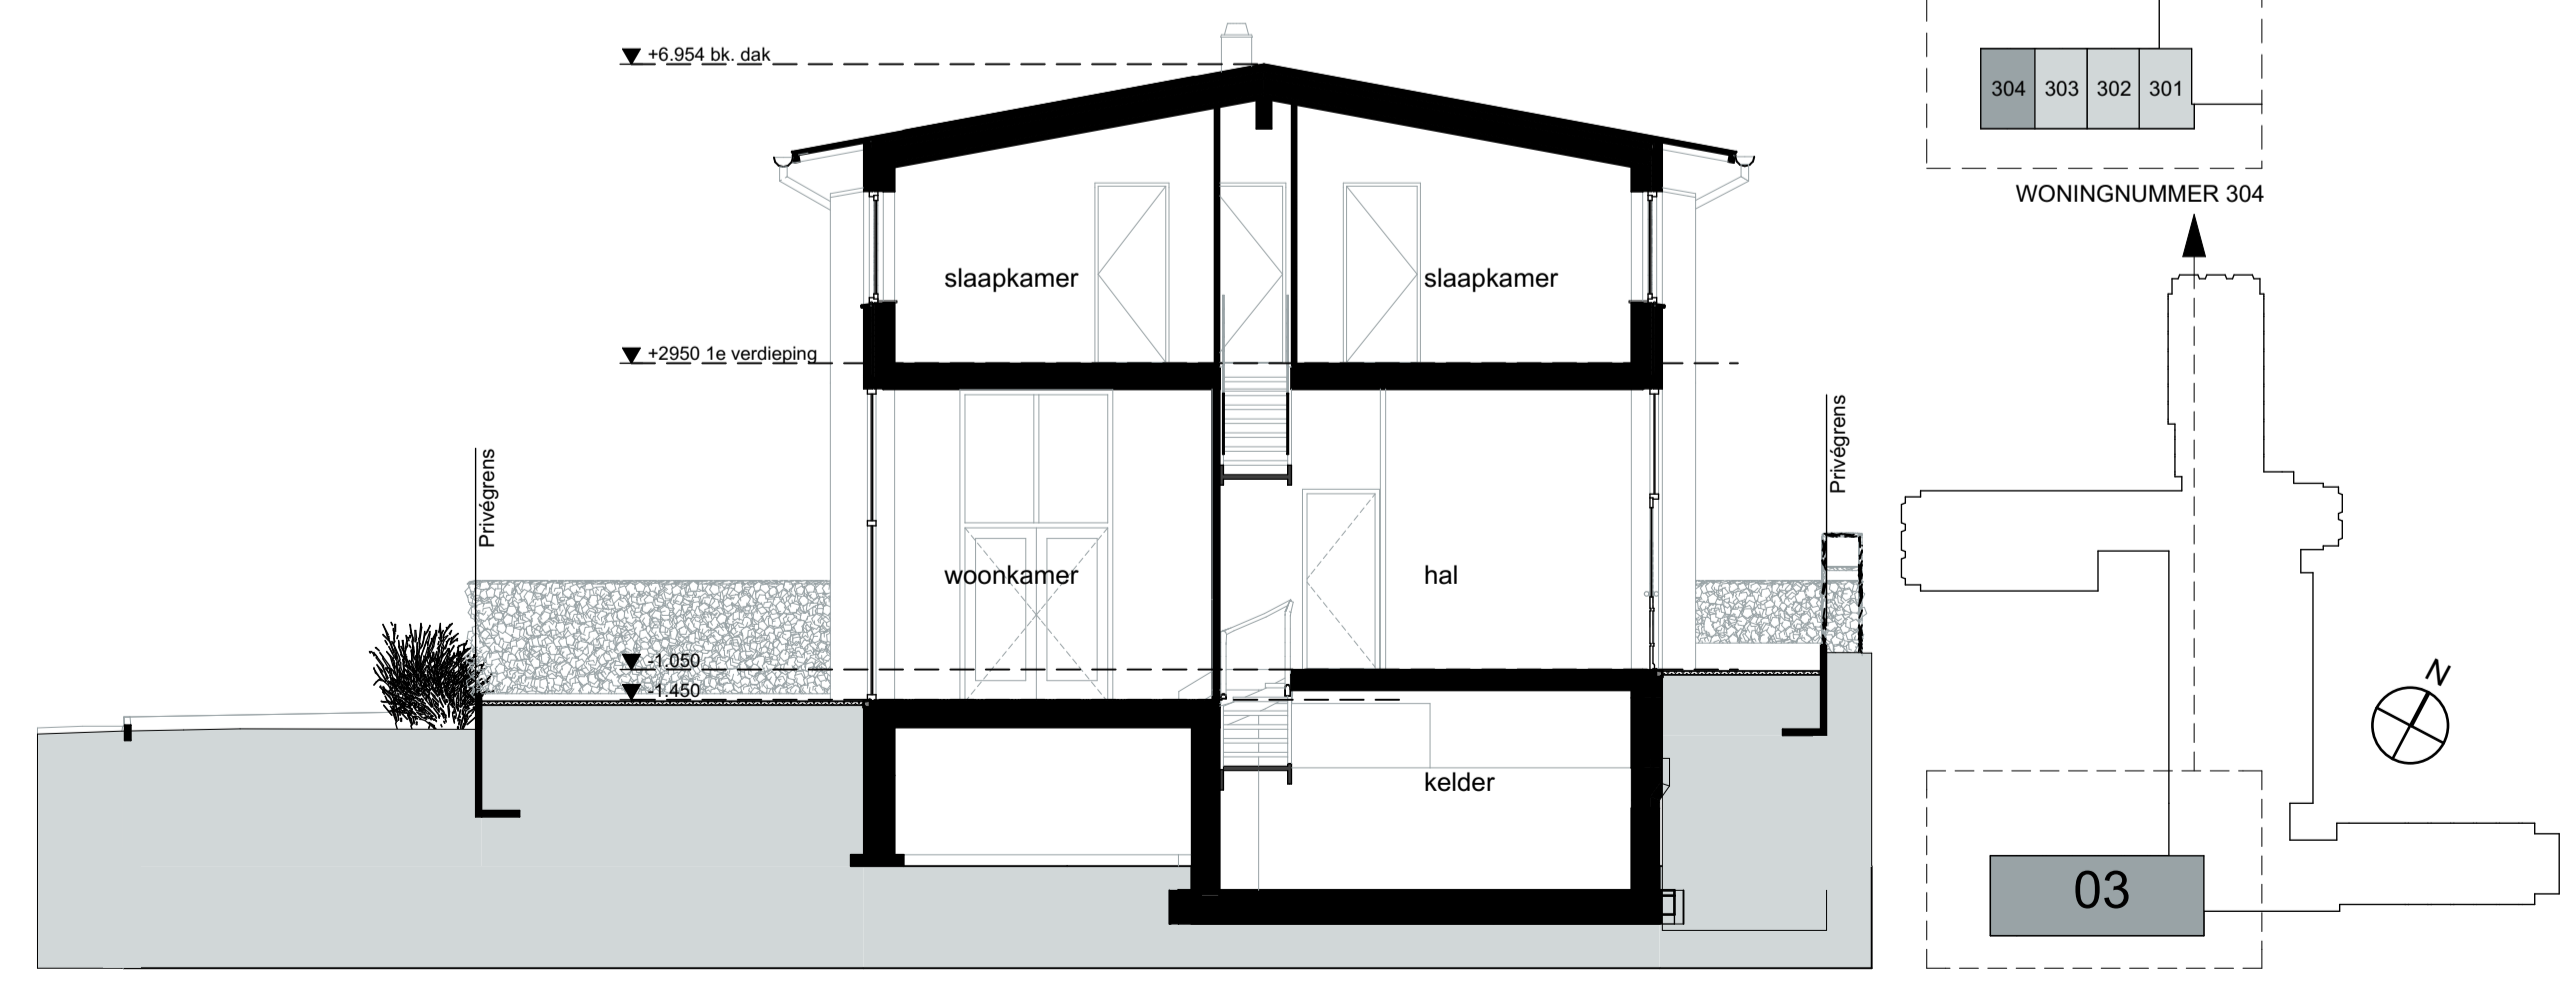 +6.954 bk. dak
304 303 302 301
WONINGNUMMER 304
slaapkamer
slaapkamer
+2950 1e verdieping
Privégrens
Privégrens
woonkamer
hal
-1.050
-1.450
N
kelder
03